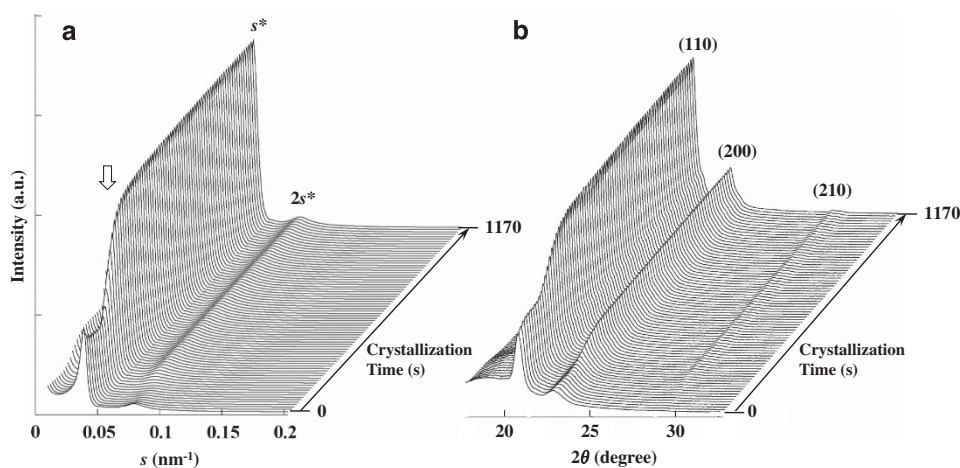 a
s*
2s*
Intensity (a.u.)
1170
Crystallization
Time (s)
0
0 0.05 0.1 0.15 0.2
s (nm⁻¹)
b
(110)
(200)
(210)
1170
Crystallization
Time (s)
0
20 25 30
2θ (degree)